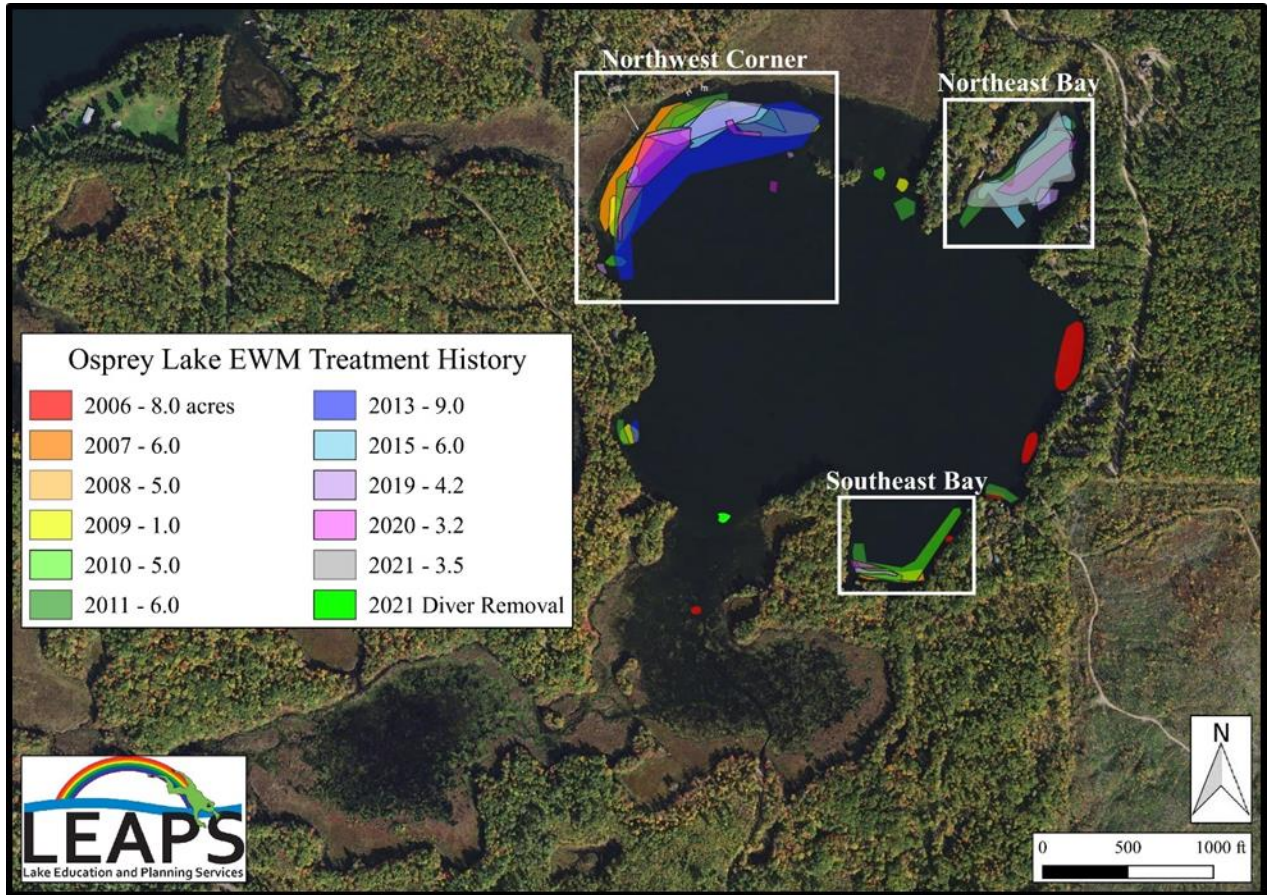 Northwest Corner
Northeast Bay
Osprey Lake EWM Treatment History
2006 - 8.0 acres
2007 - 6.0
2008 - 5.0
2009 - 1.0
2010 - 5.0
2011 - 6.0
2013 - 9.0
2015 - 6.0
2019 - 4.2
2020 - 3.2
2021 - 3.5
2021 Diver Removal
Southeast Bay
LEAPS
Lake Education and Planning Services
N
0 500 1000 ft